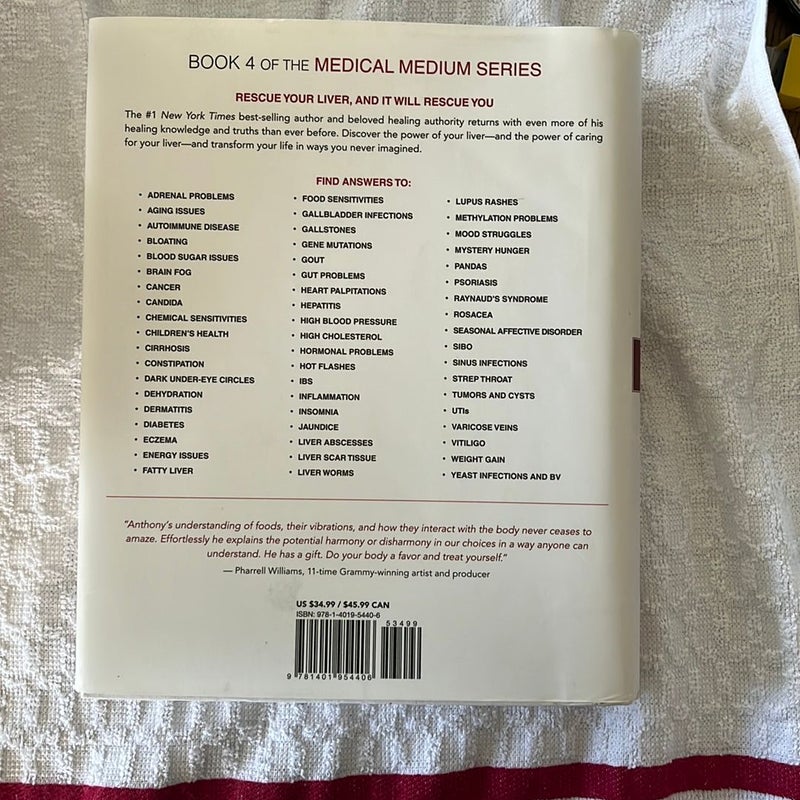 BOOK 4 OF THE MEDICAL MEDIUM SERIES
RESCUE YOUR LIVER, AND IT WILL RESCUE YOU
The #1 New York Times best-selling author and beloved healing authority returns with even more of his
healing knowledge and truths than ever before. Discover the power of your liver—and the power of caring
for your liver—and transform your life in ways you never imagined.
FIND ANSWERS TO:
• ADRENAL PROBLEMS
• AGING ISSUES
• AUTOIMMUNE DISEASE
• BLOATING
• BLOOD SUGAR ISSUES
• BRAIN FOG
• CANCER
• CANDIDA
• CHEMICAL SENSITIVITIES
• CHILDREN'S HEALTH
• CIRRHOSIS
• CONSTIPATION
• DARK UNDER-EYE CIRCLES
• DEHYDRATION
• DERMATITIS
• DIABETES
• ECZEMA
• ENERGY ISSUES
• FATTY LIVER
• FOOD SENSITIVITIES
• GALLBLADDER INFECTIONS
• GALLSTONES
• GENE MUTATIONS
• GOUT
• GUT PROBLEMS
• HEART PALPITATIONS
• HEPATITIS
• HIGH BLOOD PRESSURE
• HIGH CHOLESTEROL
• HORMONAL PROBLEMS
• HOT FLASHES
• IBS
• INFLAMMATION
• INSOMNIA
• JAUNDICE
• LIVER ABSCESSES
• LIVER SCAR TISSUE
• LIVER WORMS
• LUPUS RASHES
• METHYLATION PROBLEMS
• MOOD STRUGGLES
• MYSTERY HUNGER
• PANDAS
• PSORIASIS
• RAYNAUD'S SYNDROME
• ROSACEA
• SEASONAL AFFECTIVE DISORDER
• SIBO
• SINUS INFECTIONS
• STREP THROAT
• TUMORS AND CYSTS
• UTIs
• VARICOSE VEINS
• VITILIGO
• WEIGHT GAIN
• YEAST INFECTIONS AND BV
"Anthony's understanding of foods, their vibrations, and how they interact with the body never ceases to
amaze. Effortlessly he explains the potential harmony or disharmony in our choices in a way anyone can
understand. He has a gift. Do your body a favor and treat yourself."
— Pharrell Williams, 11-time Grammy-winning artist and producer
US $34.99 / $45.99 CAN
ISBN: 978-1-4019-5440-6
53499
9 781401 954406